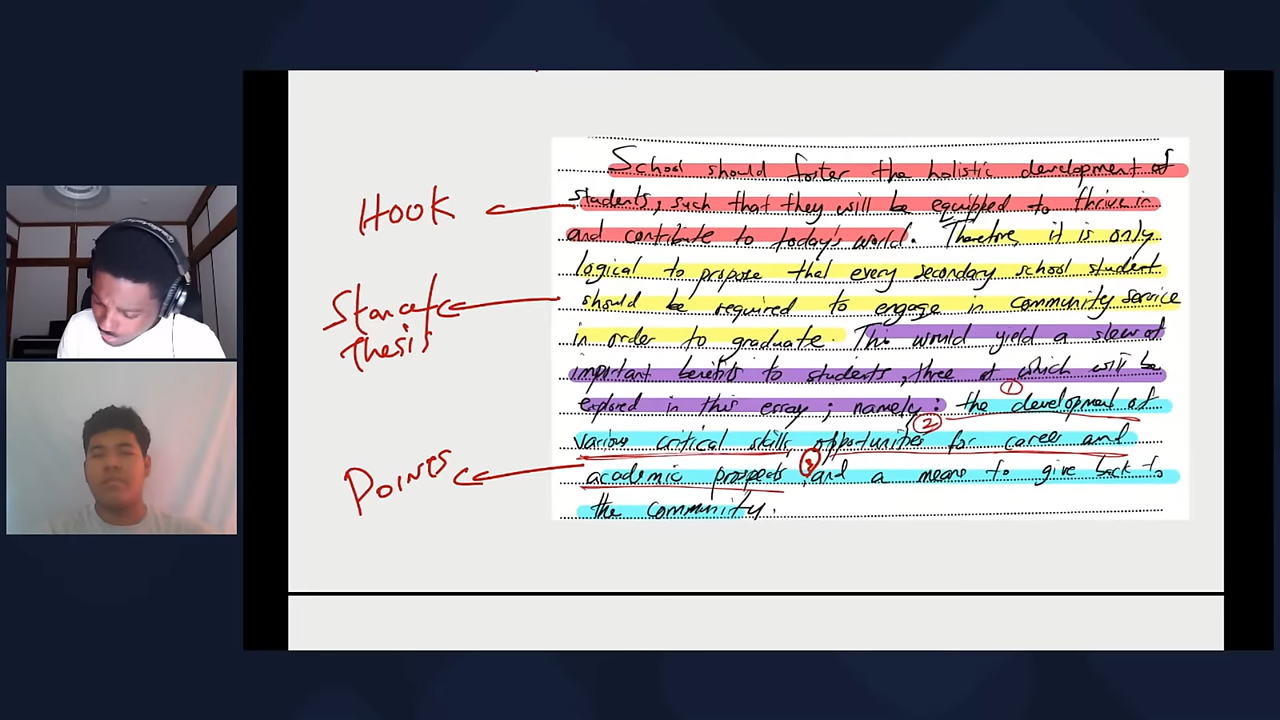 School should foster the holistic development of
HOOK
students, such that they will be equipped to thrive in
and contribute to today's world. Therefore, it is only
logical to propose that every secondary school student
Stance/
Thesis
should be required to engage in community service
in order to graduate. This would yield a slew of
important benefits to students, three of which will be
①
explored in this essay; namely: the development of
②
various critical skills, opportunities for career and
③
POINTS
academic prospects, and a means to give back to
the community.